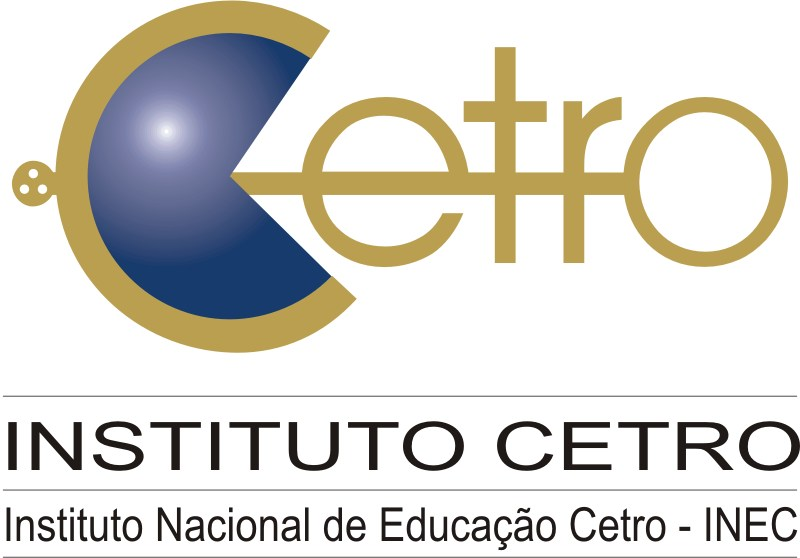 Cetro
INSTITUTO CETRO
Instituto Nacional de Educação Cetro - INEC